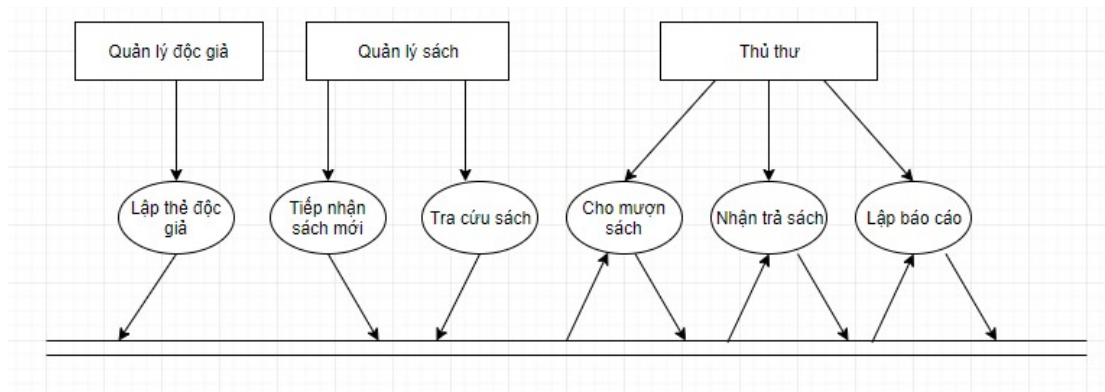 Quản lý độc giả
Quản lý sách
Thủ thư
Lập thẻ độc
giả
Tiếp nhận
sách mới
Tra cứu sách
Cho mượn
sách
Nhận trả sách
Lập báo cáo